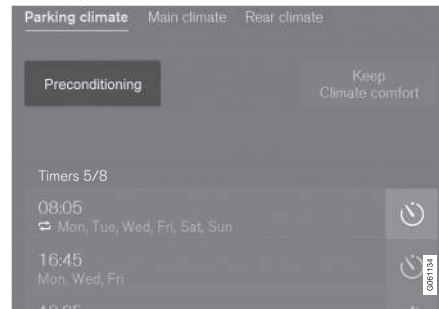 Parking climate Main climate Rear climate
Preconditioning
Keep
Climate comfort
Timers 5/8
08:05
Mon, Tue, Wed, Fri, Sat, Sun
16:45
Mon, Wed, Fri
G061134